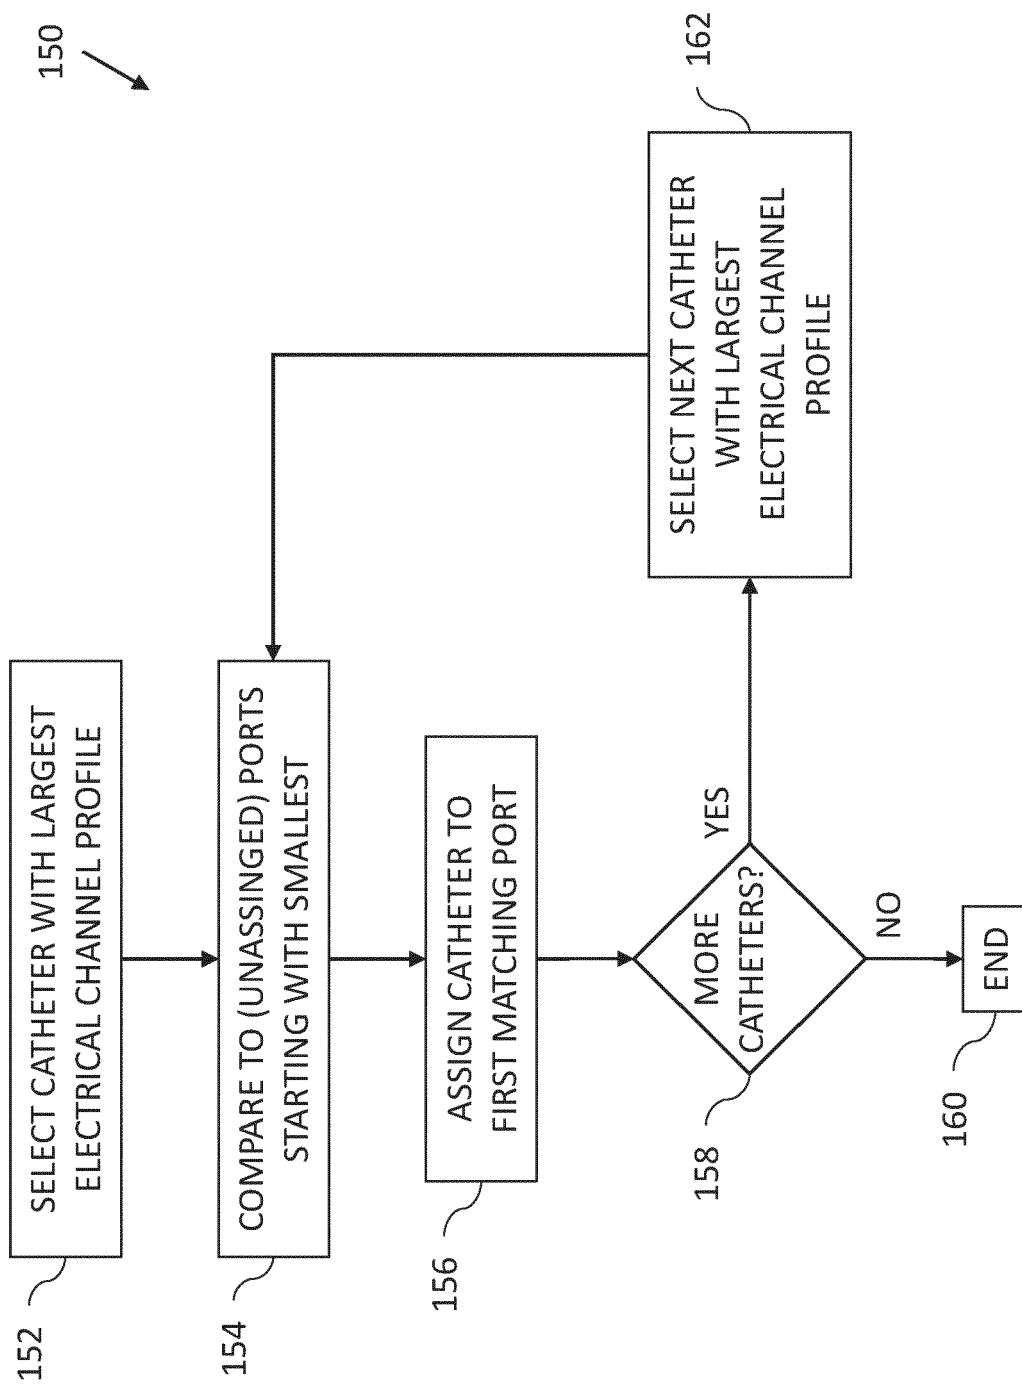 150
152
SELECT CATHETER WITH LARGEST
ELECTRICAL CHANNEL PROFILE
154
COMPARE TO (UNASSINGED) PORTS
STARTING WITH SMALLEST
156
ASSIGN CATHETER TO
FIRST MATCHING PORT
158
MORE
CATHETERS?
YES
162
SELECT NEXT CATHETER
WITH LARGEST
ELECTRICAL CHANNEL
PROFILE
NO
160
END